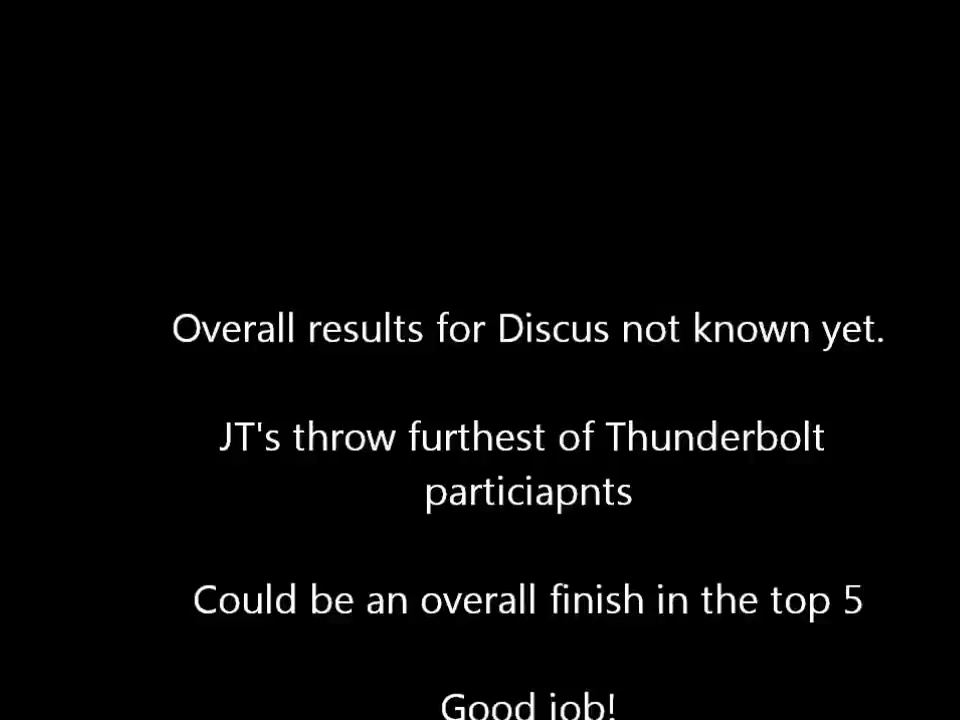 Overall results for Discus not known yet.
JT's throw furthest of Thunderbolt
particiapnts
Could be an overall finish in the top 5
Good job!